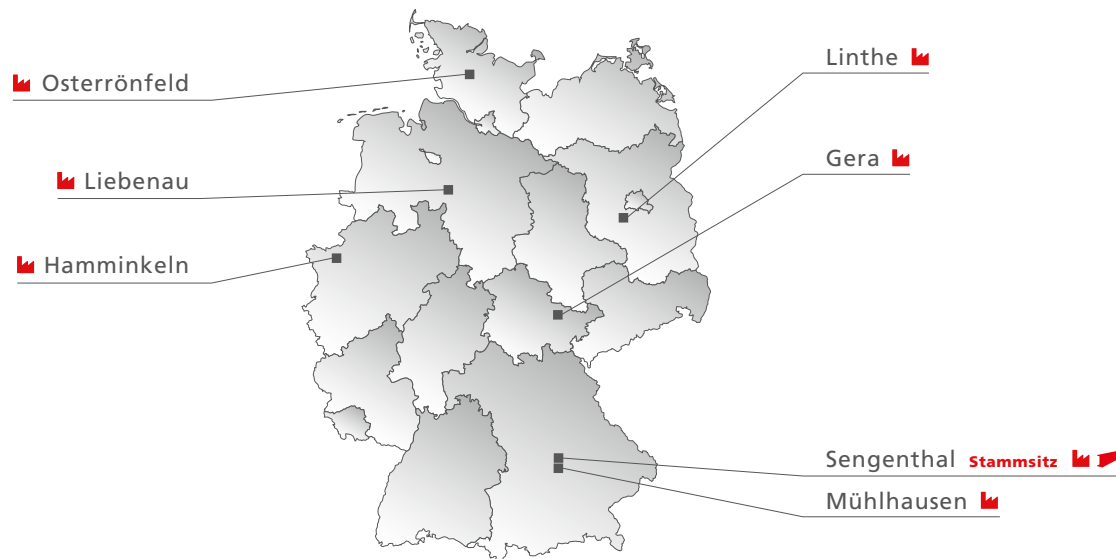 Osterrönfeld
Liebenau
Hamminkeln
Linthe
Gera
Sengenthal Stammsitz
Mühlhausen